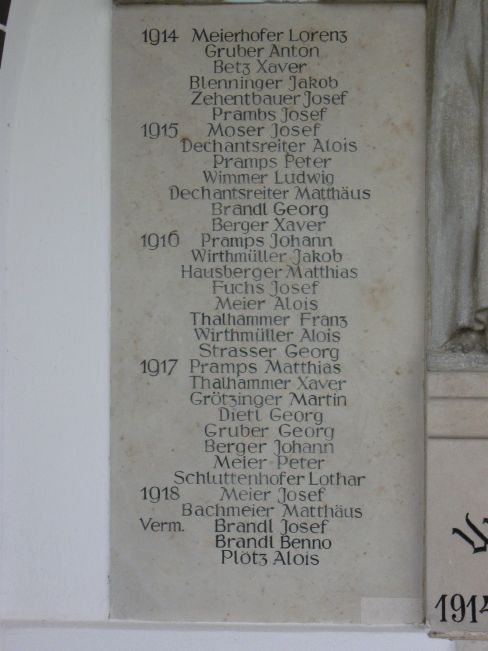 1914 Meierhofer Lorenz
Gruber Anton
Betz Xaver
Blenninger Jakob
Zehentbauer Josef
Prambs Josef
1915 Moser Josef
Dechantsreiter Alois
Pramps Peter
Wimmer Ludwig
Dechantsreiter Matthäus
Brandl Georg
Berger Xaver
1916 Pramps Johann
Wirthmüller Jakob
Hausberger Matthias
Fuchs Josef
Meier Alois
Thalhammer Franz
Wirthmüller Alois
Strasser Georg
1917 Pramps Matthias
Thalhammer Xaver
Grötzinger Martin
Dietl Georg
Gruber Georg
Berger Johann
Meier Peter
Schluttenhofer Lothar
1918 Meier Josef
Bachmeier Matthäus
Verm. Brandl Josef
Brandl Benno
Plötz Alois
1914